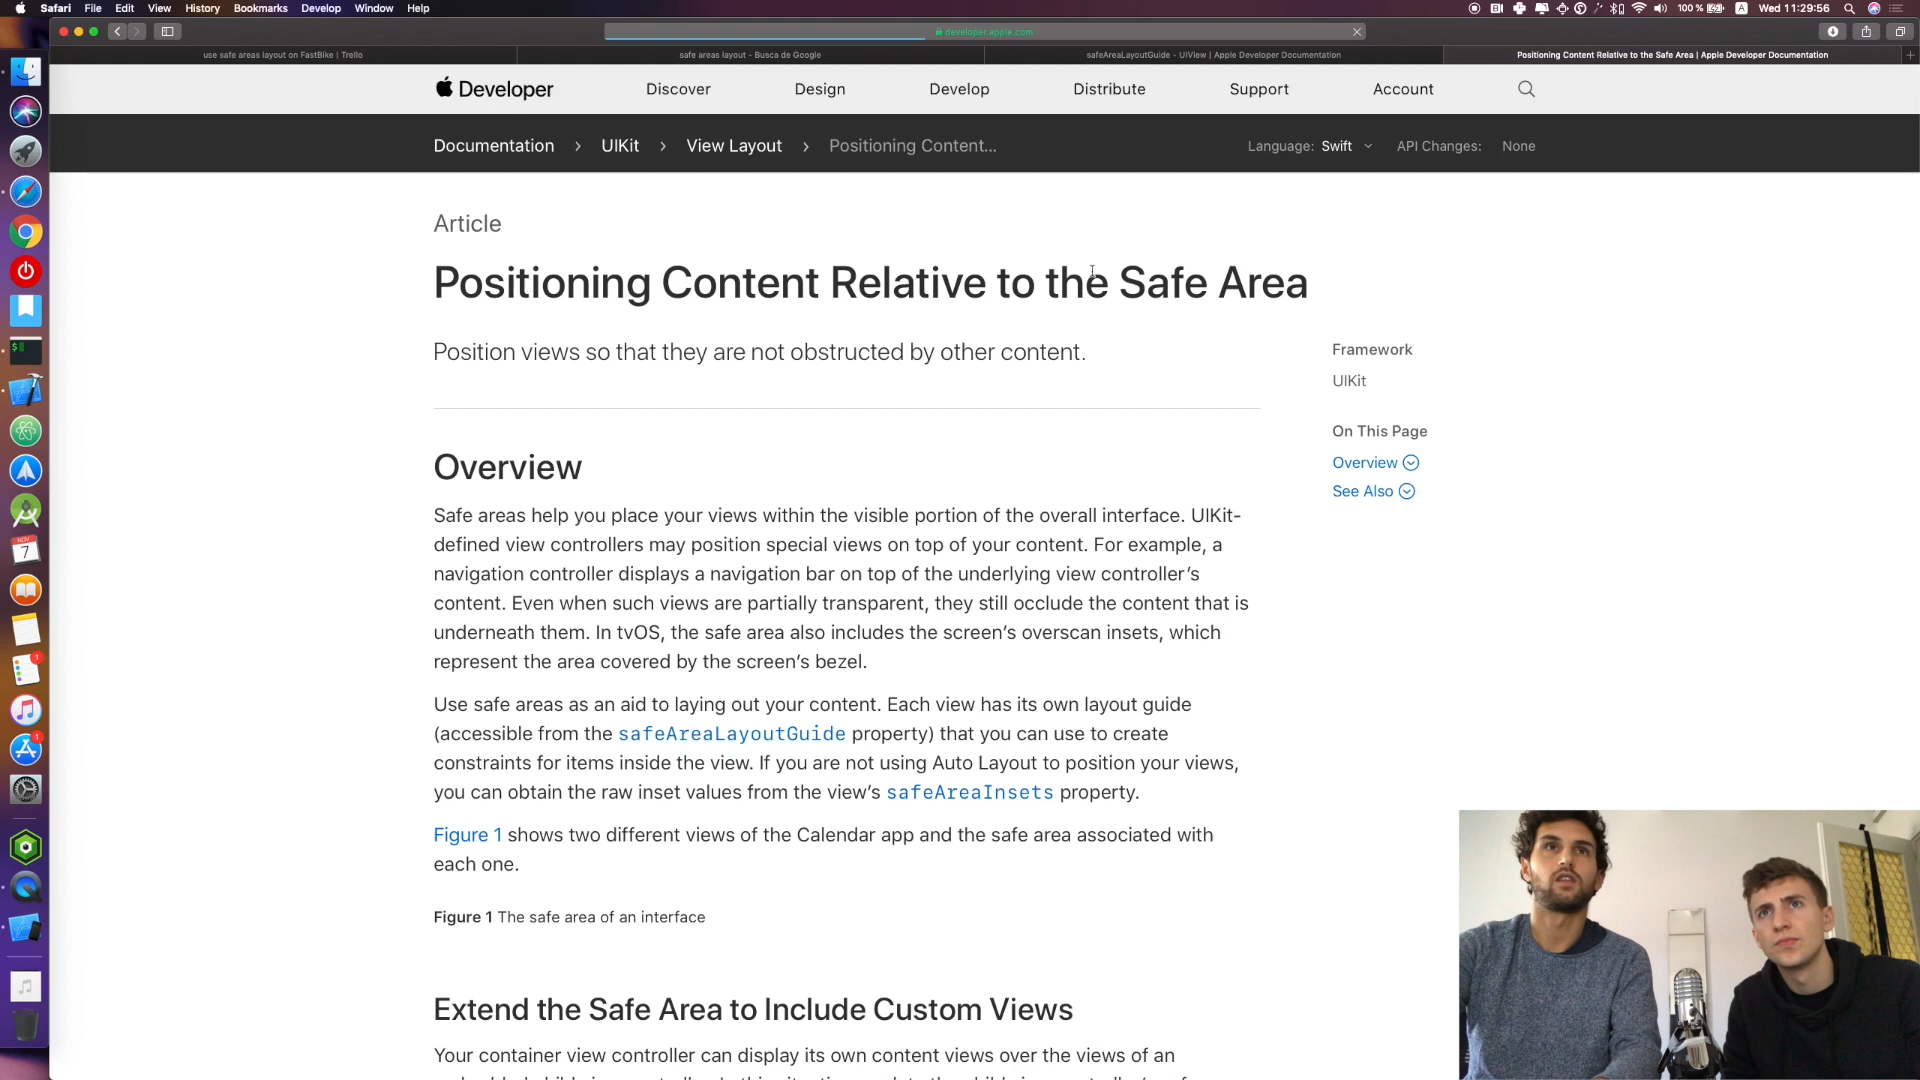 Safari File Edit View History Bookmarks Develop Window Help
100 % Wed 11:29:56
developer.apple.com
use safe areas layout on FastBike | Trello
safe areas layout - Busca de Google
safeAreaLayoutGuide - UIView | Apple Developer Documentation
Positioning Content Relative to the Safe Area | Apple Developer Documentation
Developer Discover Design Develop Distribute Support Account
Documentation › UIKit › View Layout › Positioning Content...
Language: Swift API Changes: None
Article
Positioning Content Relative to the Safe Area
Position views so that they are not obstructed by other content.
Framework
UIKit
On This Page
Overview
See Also
Overview
Safe areas help you place your views within the visible portion of the overall interface. UIKit-
defined view controllers may position special views on top of your content. For example, a
navigation controller displays a navigation bar on top of the underlying view controller’s
content. Even when such views are partially transparent, they still occlude the content that is
underneath them. In tvOS, the safe area also includes the screen’s overscan insets, which
represent the area covered by the screen’s bezel.
Use safe areas as an aid to laying out your content. Each view has its own layout guide
(accessible from the safeAreaLayoutGuide property) that you can use to create
constraints for items inside the view. If you are not using Auto Layout to position your views,
you can obtain the raw inset values from the view’s safeAreaInsets property.
Figure 1 shows two different views of the Calendar app and the safe area associated with
each one.
Figure 1 The safe area of an interface
Extend the Safe Area to Include Custom Views
Your container view controller can display its own content views over the views of an
NOV
7
1
1